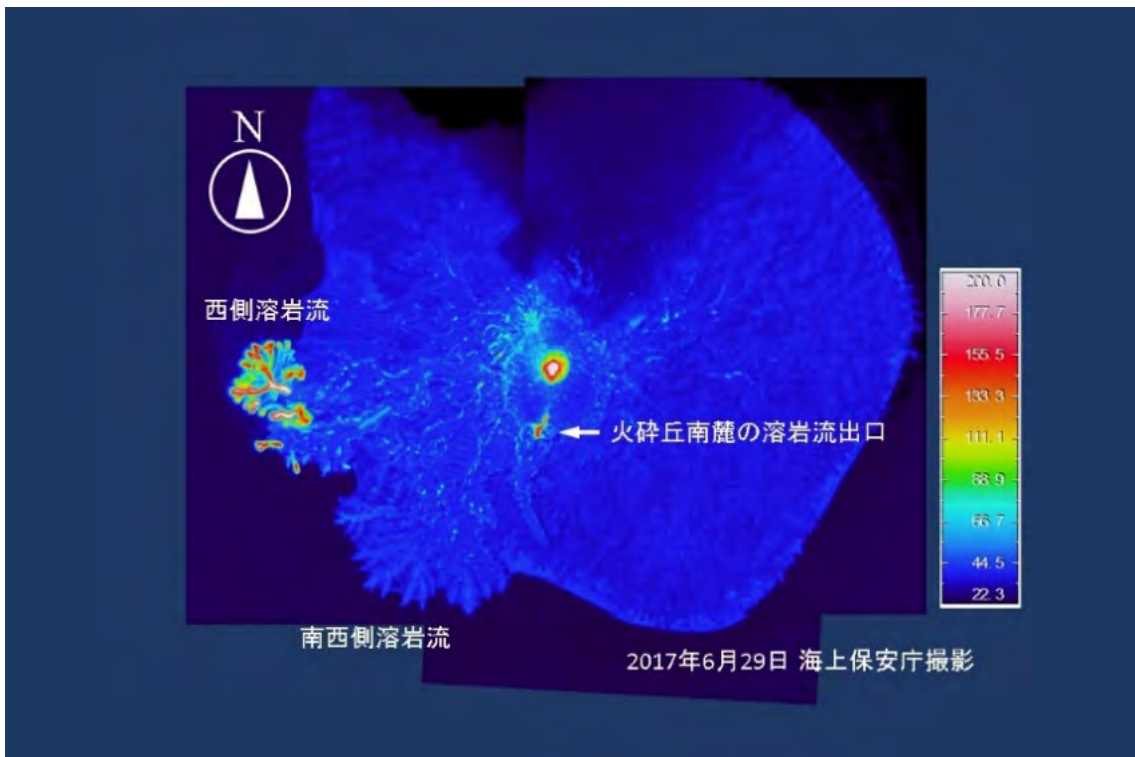 N
西側溶岩流
200.0
177.7
155.5
133.3
111.1
88.9
66.7
44.5
22.3
火砕丘南麓の溶岩流出口
南西側溶岩流
2017年6月29日 海上保安庁撮影